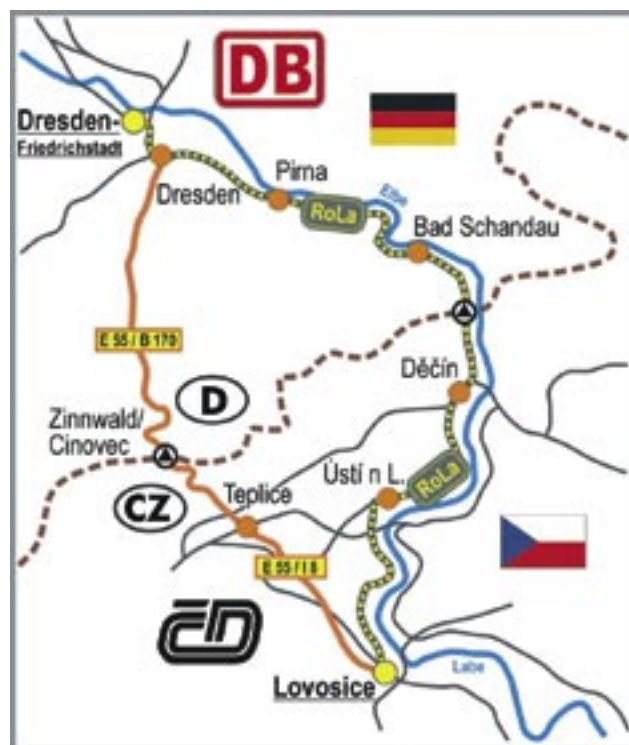 DB
Dresden-
Friedrichstadt
Pirna
Elbe
Dresden
RoLa
Bad Schandau
E 55 / B 170
Děčín
D
Zinnwald/
Cinovec
Ústí n L.
RoLa
CZ
Teplice
E 55 / I 8
ČD
Lovosice
Labe